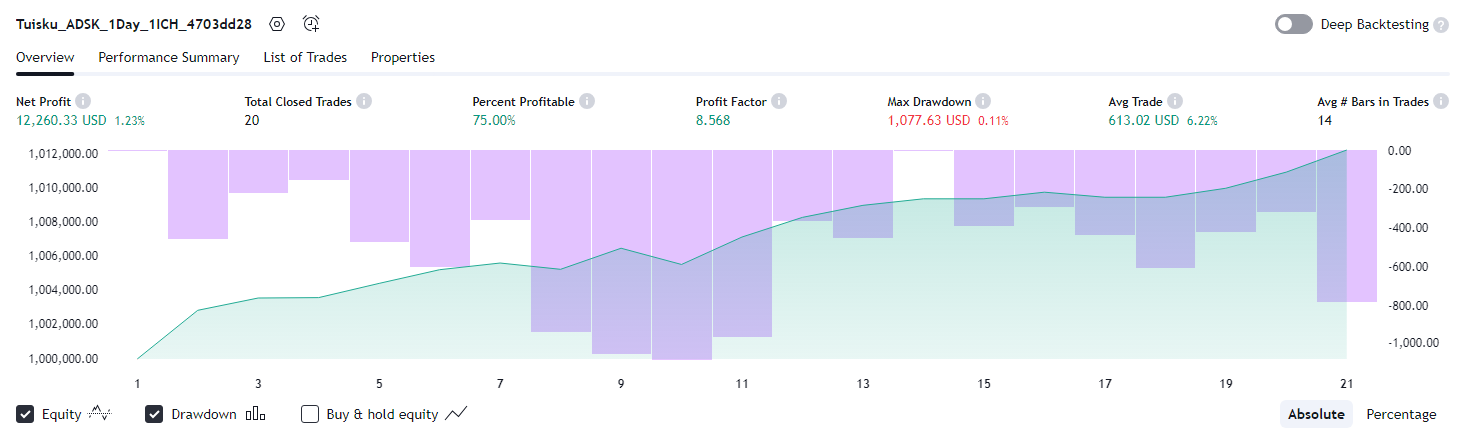 Tuisku_ADSK_1Day_1ICH_4703dd28
Deep Backtesting
Overview Performance Summary List of Trades Properties
Net Profit Total Closed Trades Percent Profitable Profit Factor Max Drawdown Avg Trade Avg # Bars in Trades
12,260.33 USD 1.23% 20 75.00% 8.568 1,077.63 USD 0.11% 613.02 USD 6.22% 14
1,012,000.00 0.00
1,010,000.00 -200.00
1,008,000.00 -400.00
1,006,000.00 -600.00
1,004,000.00 -800.00
1,002,000.00 -1,000.00
1,000,000.00
1 3 5 7 9 11 13 15 17 19 21
Equity Drawdown Buy & hold equity Absolute Percentage